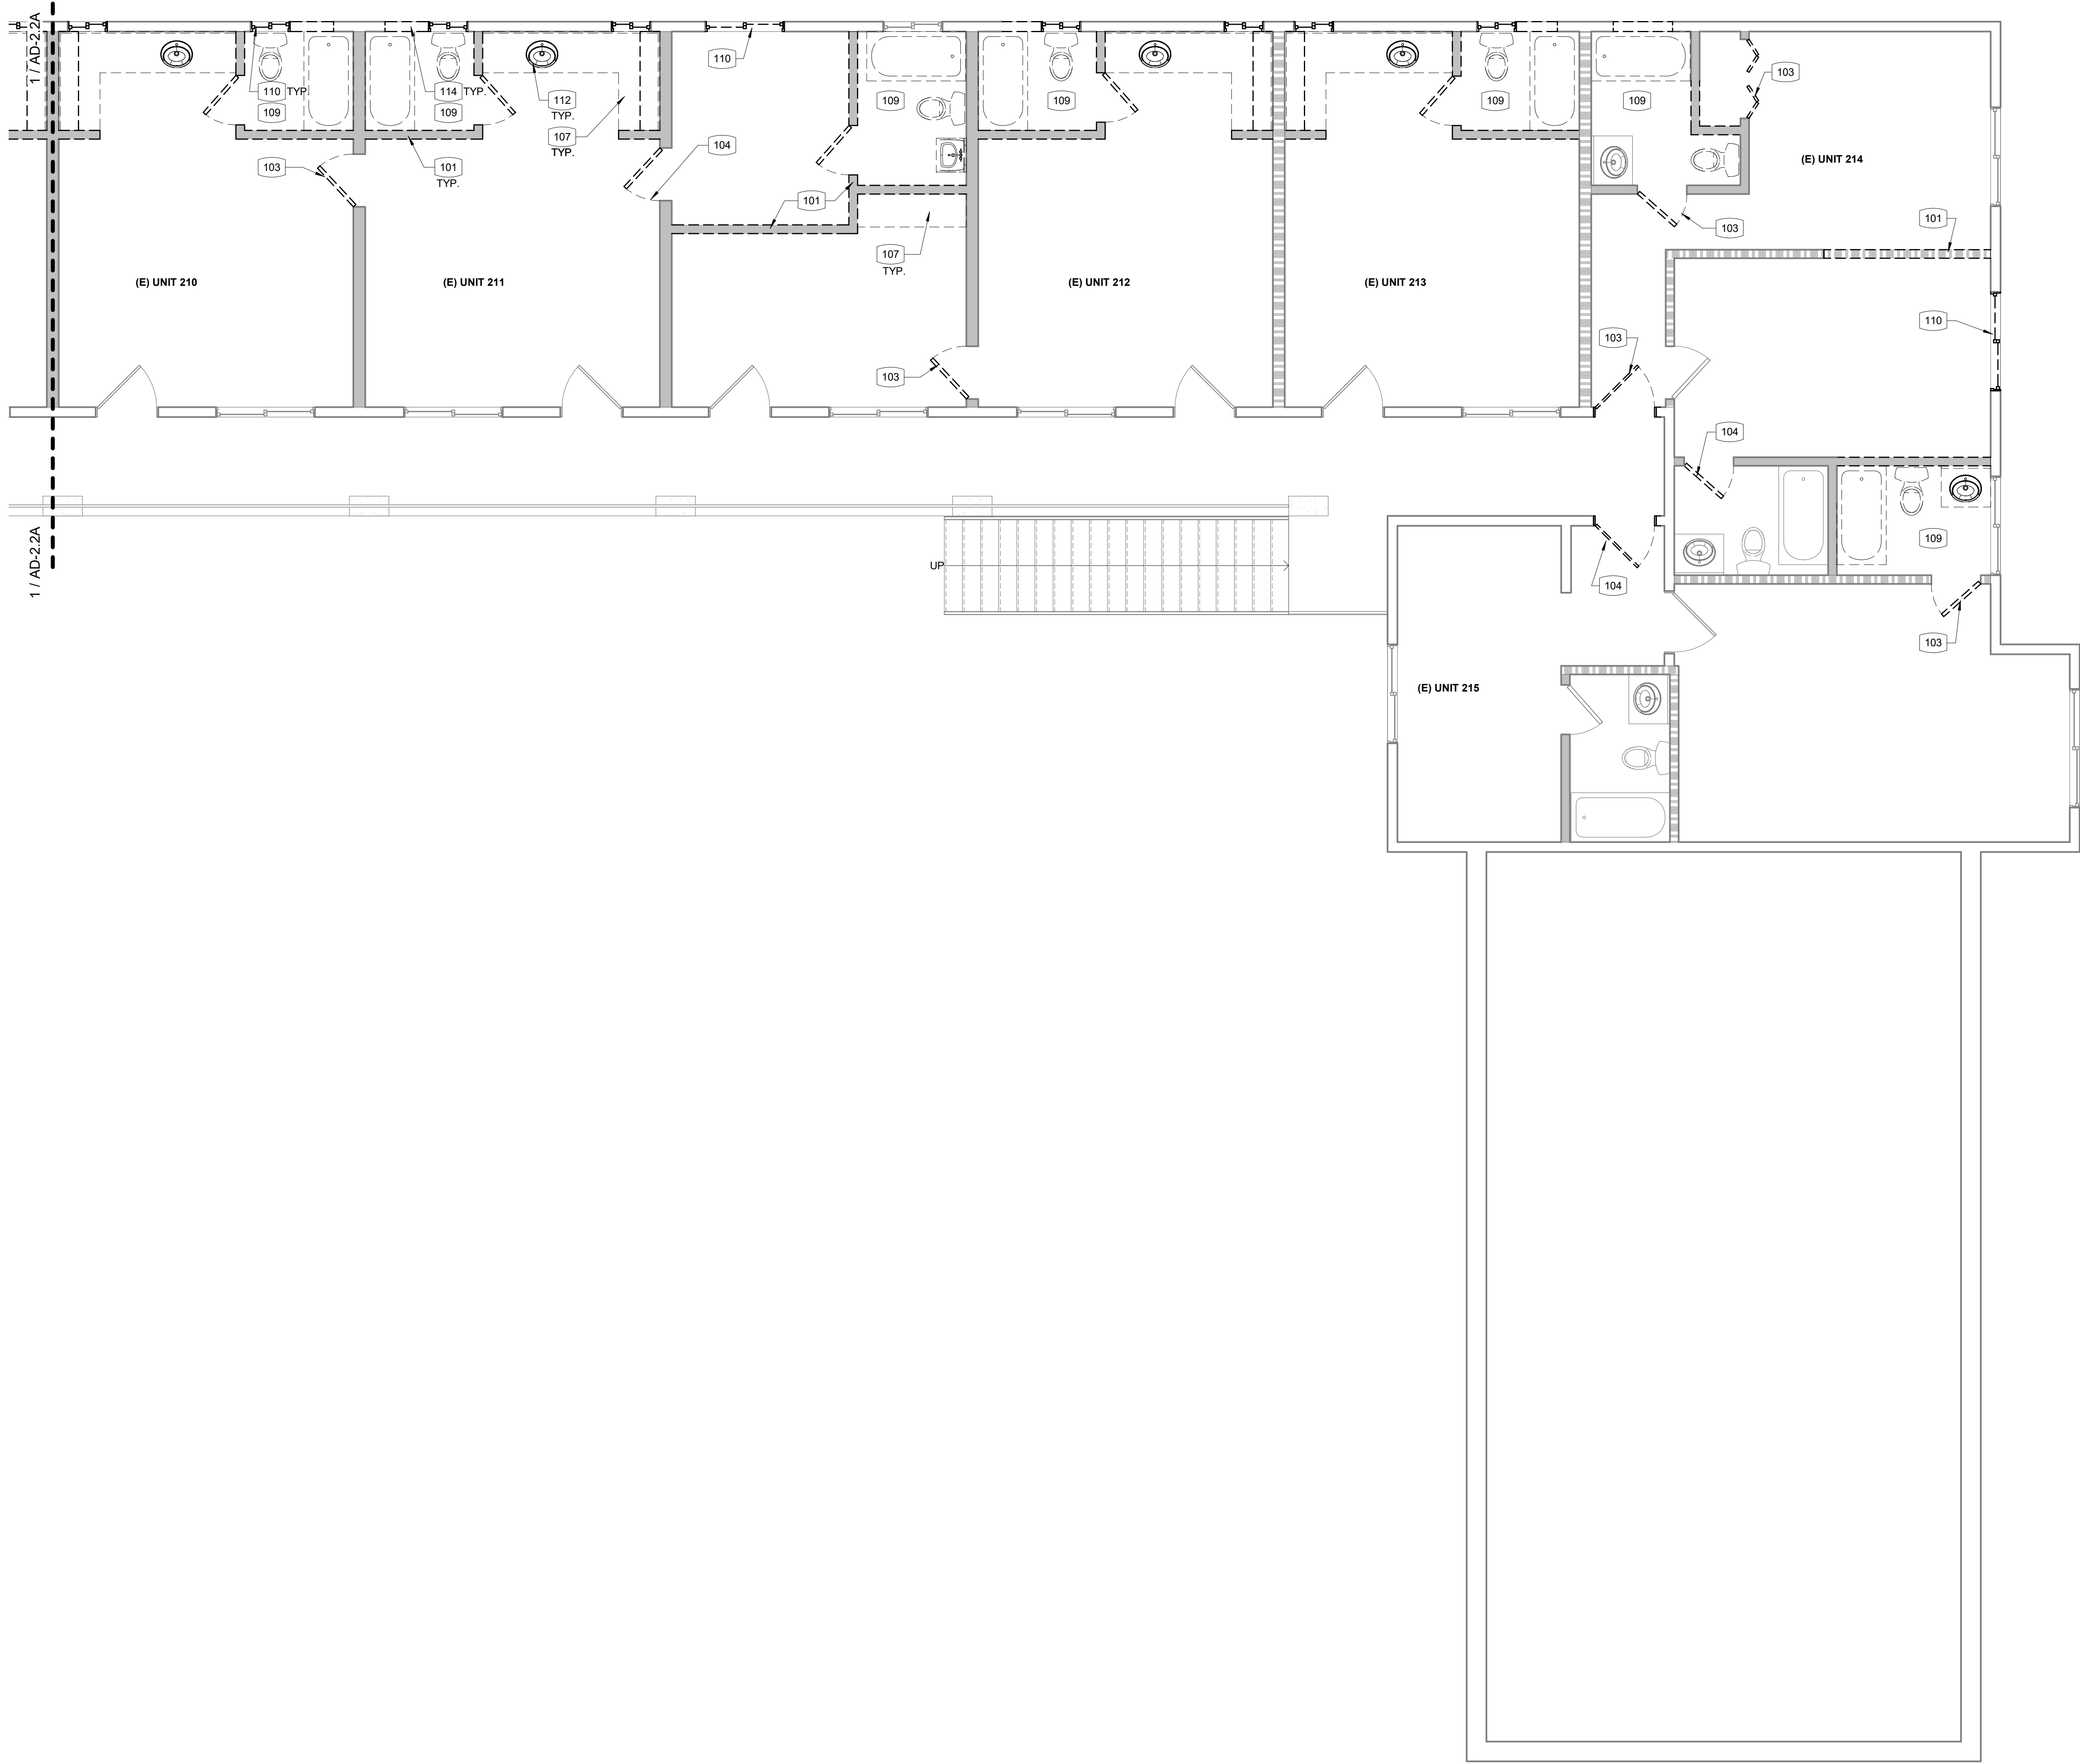 1 / AD-2.2A
110
103
110 TYP.
114 TYP.
109
109
109
109
109
109
112
TYP.
107
TYP.
104
103
101
TYP.
(E) UNIT 214
101
103
101
107
TYP.
(E) UNIT 210
(E) UNIT 211
(E) UNIT 212
(E) UNIT 213
110
103
103
104
1 / AD-2.2A
109
UP
104
103
(E) UNIT 215